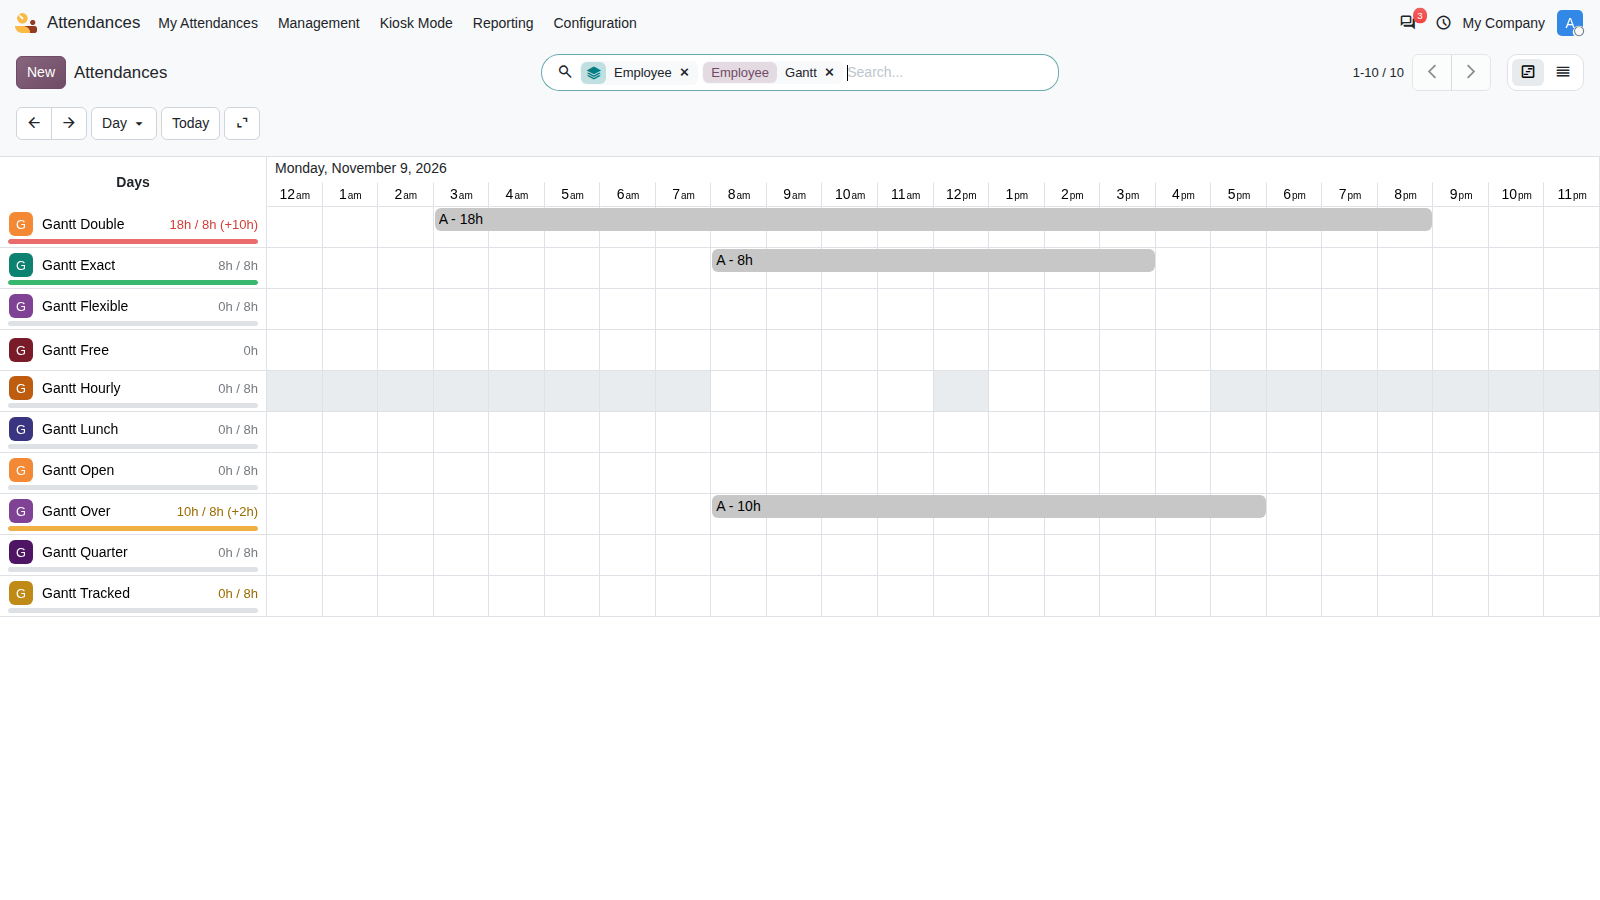 Attendances My Attendances Management Kiosk Mode Reporting Configuration 3 My Company A
New Attendances Employee × Employee Gantt × Search... 1-10 / 10
Day Today
Days Monday, November 9, 2026
12am 1am 2am 3am 4am 5am 6am 7am 8am 9am 10am 11am 12pm 1pm 2pm 3pm 4pm 5pm 6pm 7pm 8pm 9pm 10pm 11pm
G Gantt Double 18h / 8h (+10h) A - 18h
G Gantt Exact 8h / 8h A - 8h
G Gantt Flexible 0h / 8h
G Gantt Free 0h
G Gantt Hourly 0h / 8h
G Gantt Lunch 0h / 8h
G Gantt Open 0h / 8h
G Gantt Over 10h / 8h (+2h) A - 10h
G Gantt Quarter 0h / 8h
G Gantt Tracked 0h / 8h